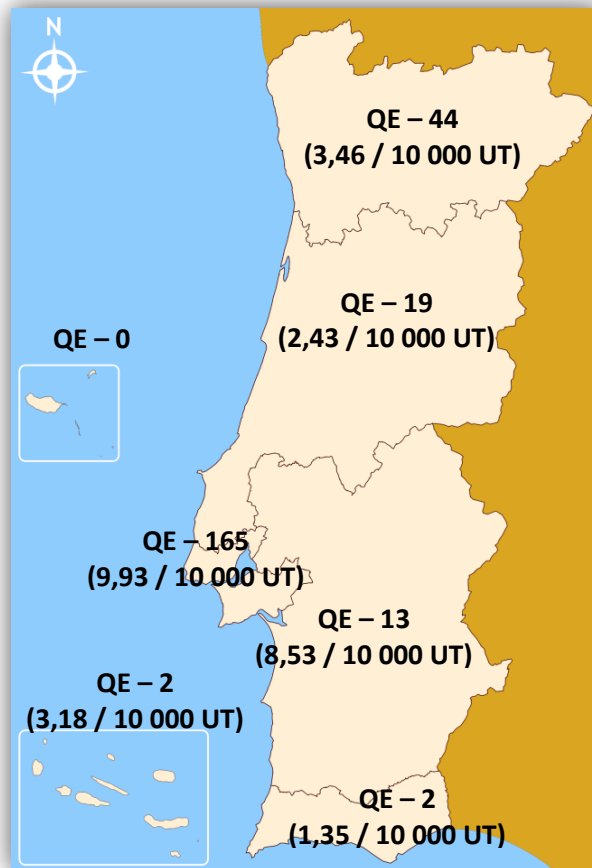 N
QE – 44
(3,46 / 10 000 UT)
QE – 19
(2,43 / 10 000 UT)
QE – 0
QE – 165
(9,93 / 10 000 UT)
QE – 13
(8,53 / 10 000 UT)
QE – 2
(3,18 / 10 000 UT)
QE – 2
(1,35 / 10 000 UT)